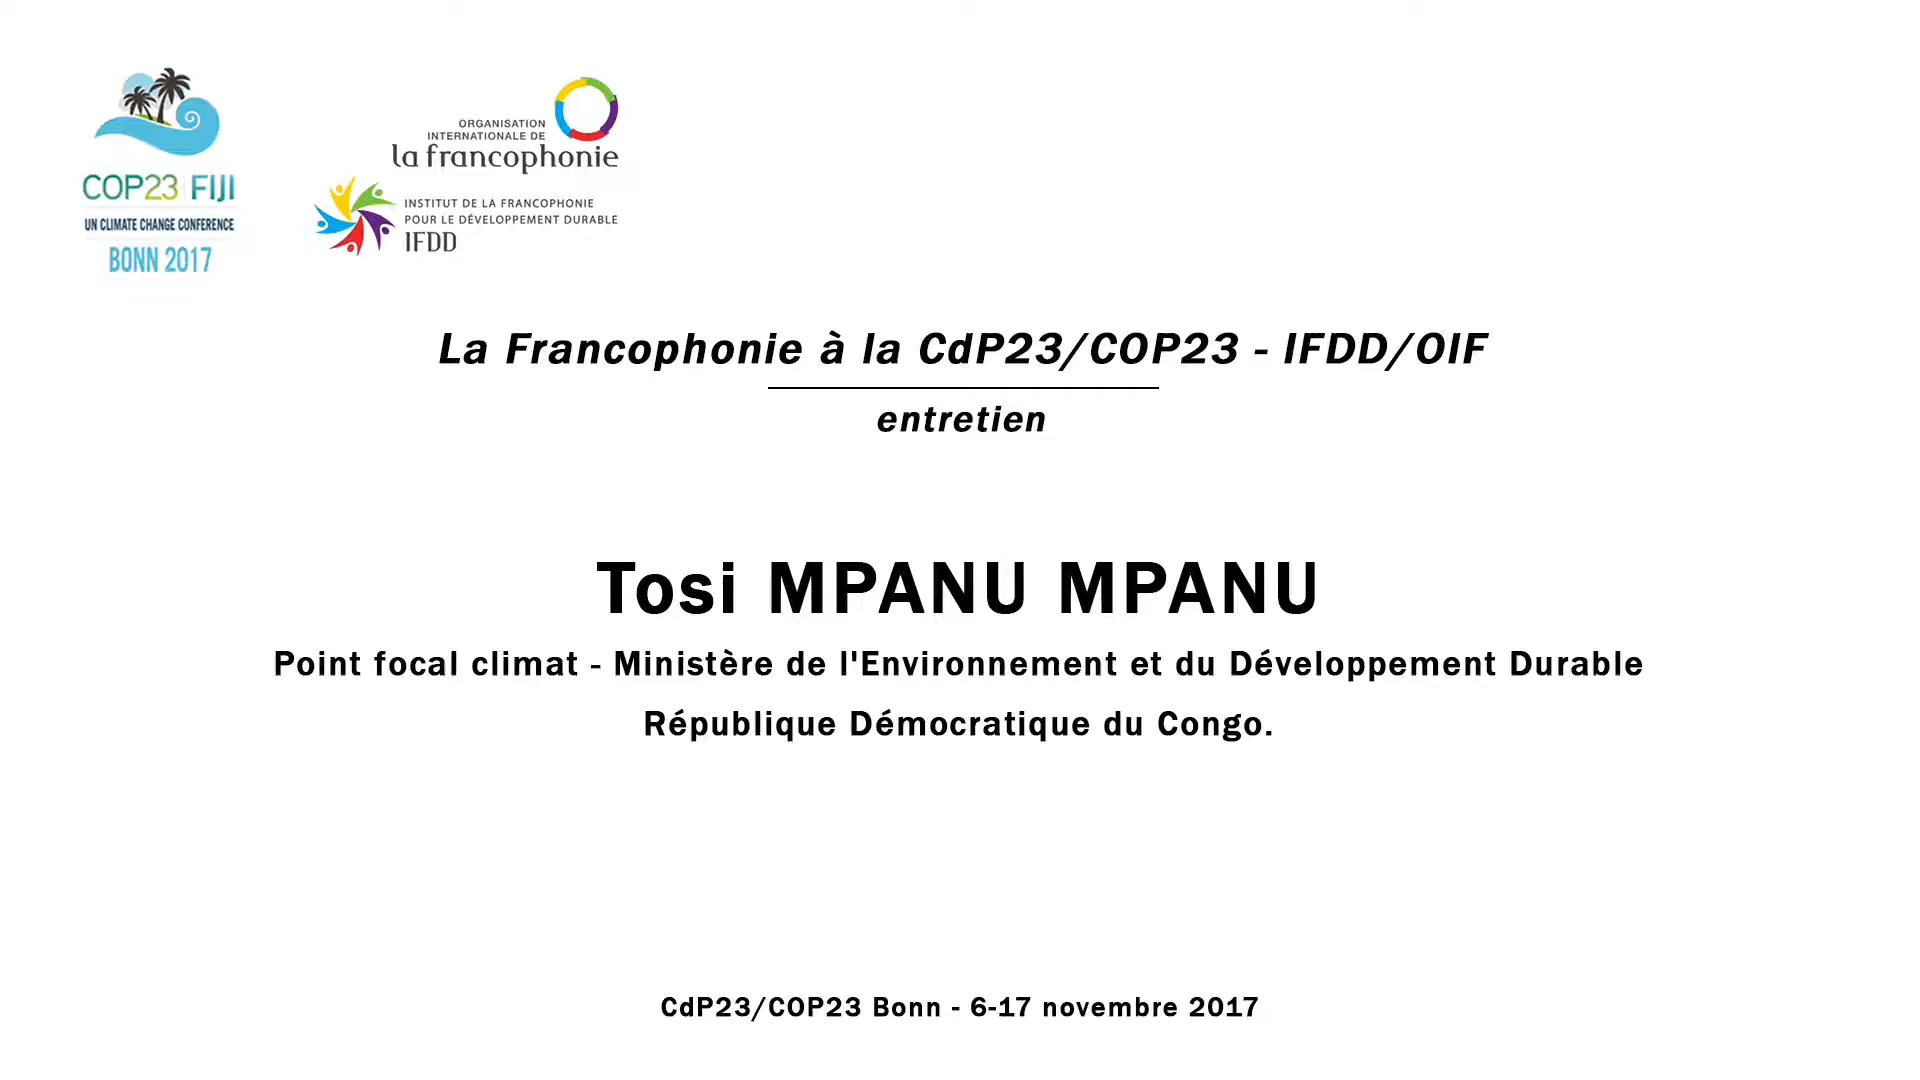 COP23 FIJI
UN CLIMATE CHANGE CONFERENCE
BONN 2017
ORGANISATION
INTERNATIONALE DE
la francophonie
INSTITUT DE LA FRANCOPHONIE
POUR LE DÉVELOPPEMENT DURABLE
IFDD
La Francophonie à la CdP23/COP23 - IFDD/OIF
entretien
Tosi MPANU MPANU
Point focal climat - Ministère de l'Environnement et du Développement Durable
République Démocratique du Congo.
CdP23/COP23 Bonn - 6-17 novembre 2017